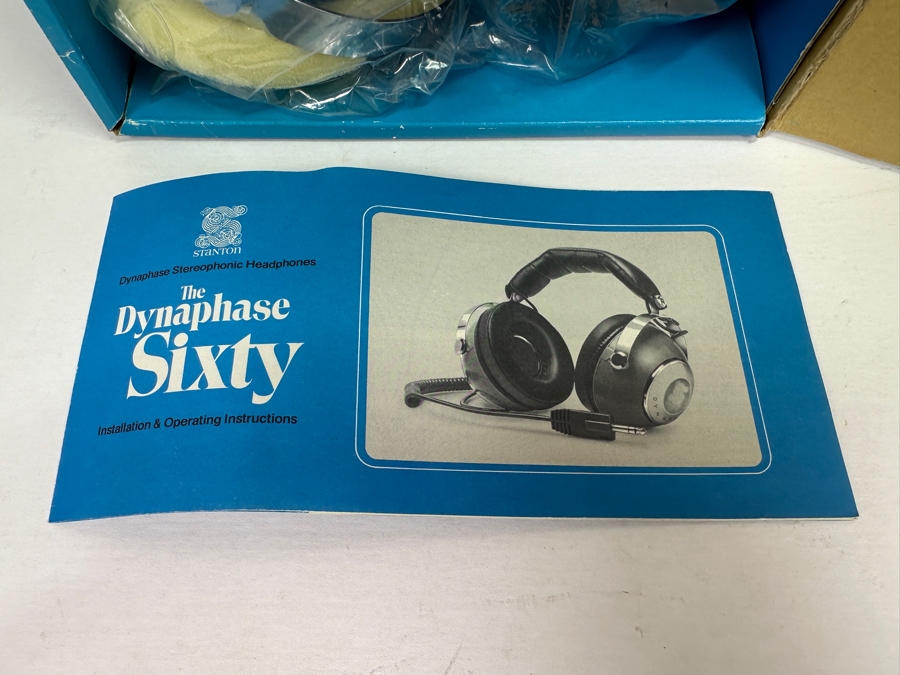 STANTON
Dynaphase Stereophonic Headphones
The
Dynaphase
Sixty
Installation & Operating Instructions